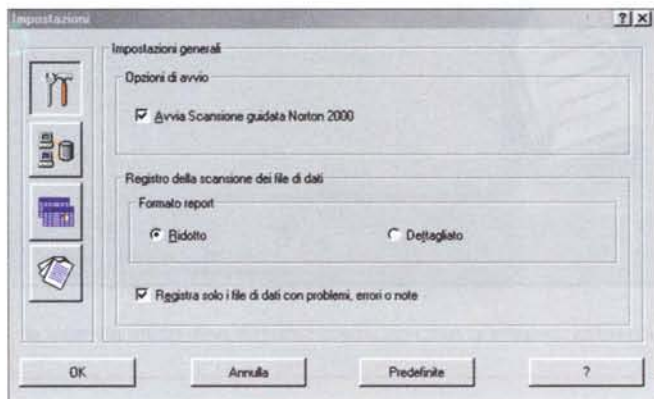 Impostazioni
Impostazioni generali
Opzioni di avvio
Avvia Scansione guidata Norton 2000
Registro della scansione dei file di dati
Formato report
Ridotto
Dettagliato
Registra solo i file di dati con problemi, errori o note
OK
Annulla
Predefinite
?